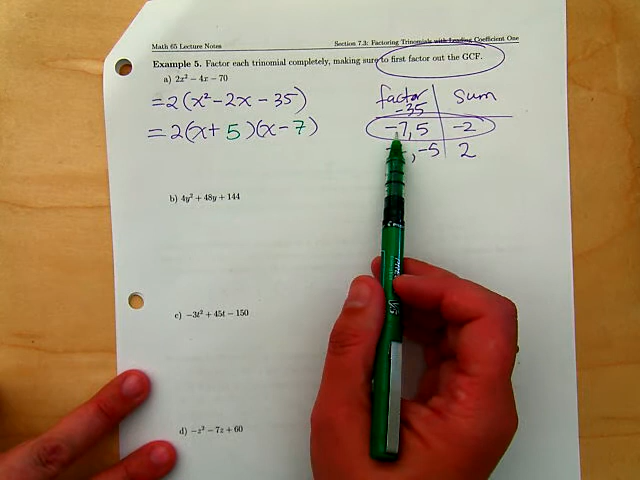 Math 65 Lecture Notes
Section 7.3: Factoring Trinomials with Leading Coefficient One
Example 5. Factor each trinomial completely, making sure to first factor out the GCF.
a) 2x² − 4x − 70
= 2(x² − 2x − 35)
= 2(x + 5)(x − 7)
factor sum
-35
-7, 5 -2
, -5 2
b) 4y² + 48y + 144
c) −3t² + 45t − 150
d) −z² − 7z + 60